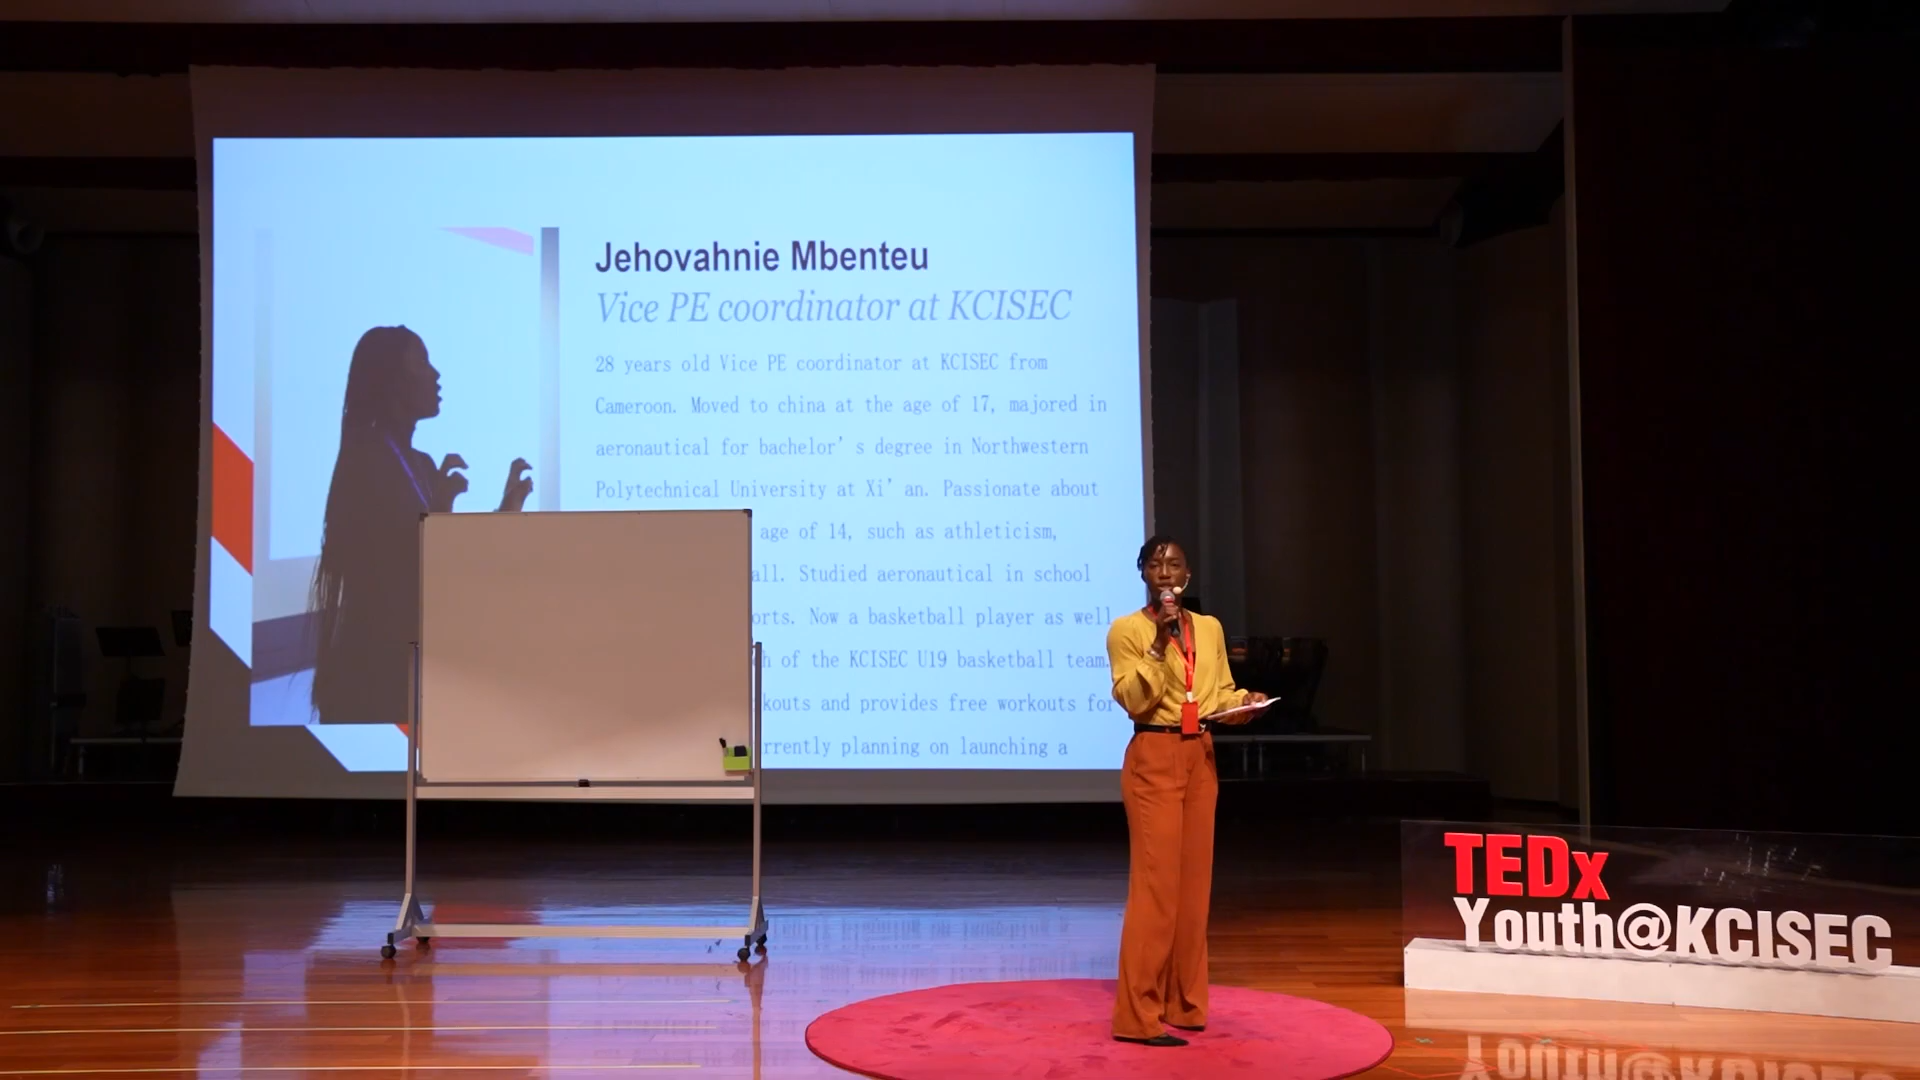 Jehovahnie Mbenteu
Vice PE coordinator at KCISEC
28 years old Vice PE coordinator at KCISEC from
Cameroon. Moved to china at the age of 17, majored in
aeronautical for bachelor’s degree in Northwestern
Polytechnical University at Xi’an. Passionate about
age of 14, such as athleticism,
all. Studied aeronautical in school
orts. Now a basketball player as well
h of the KCISEC U19 basketball team.
kouts and provides free workouts for
rrently planning on launching a
TEDx
Youth@KCISEC